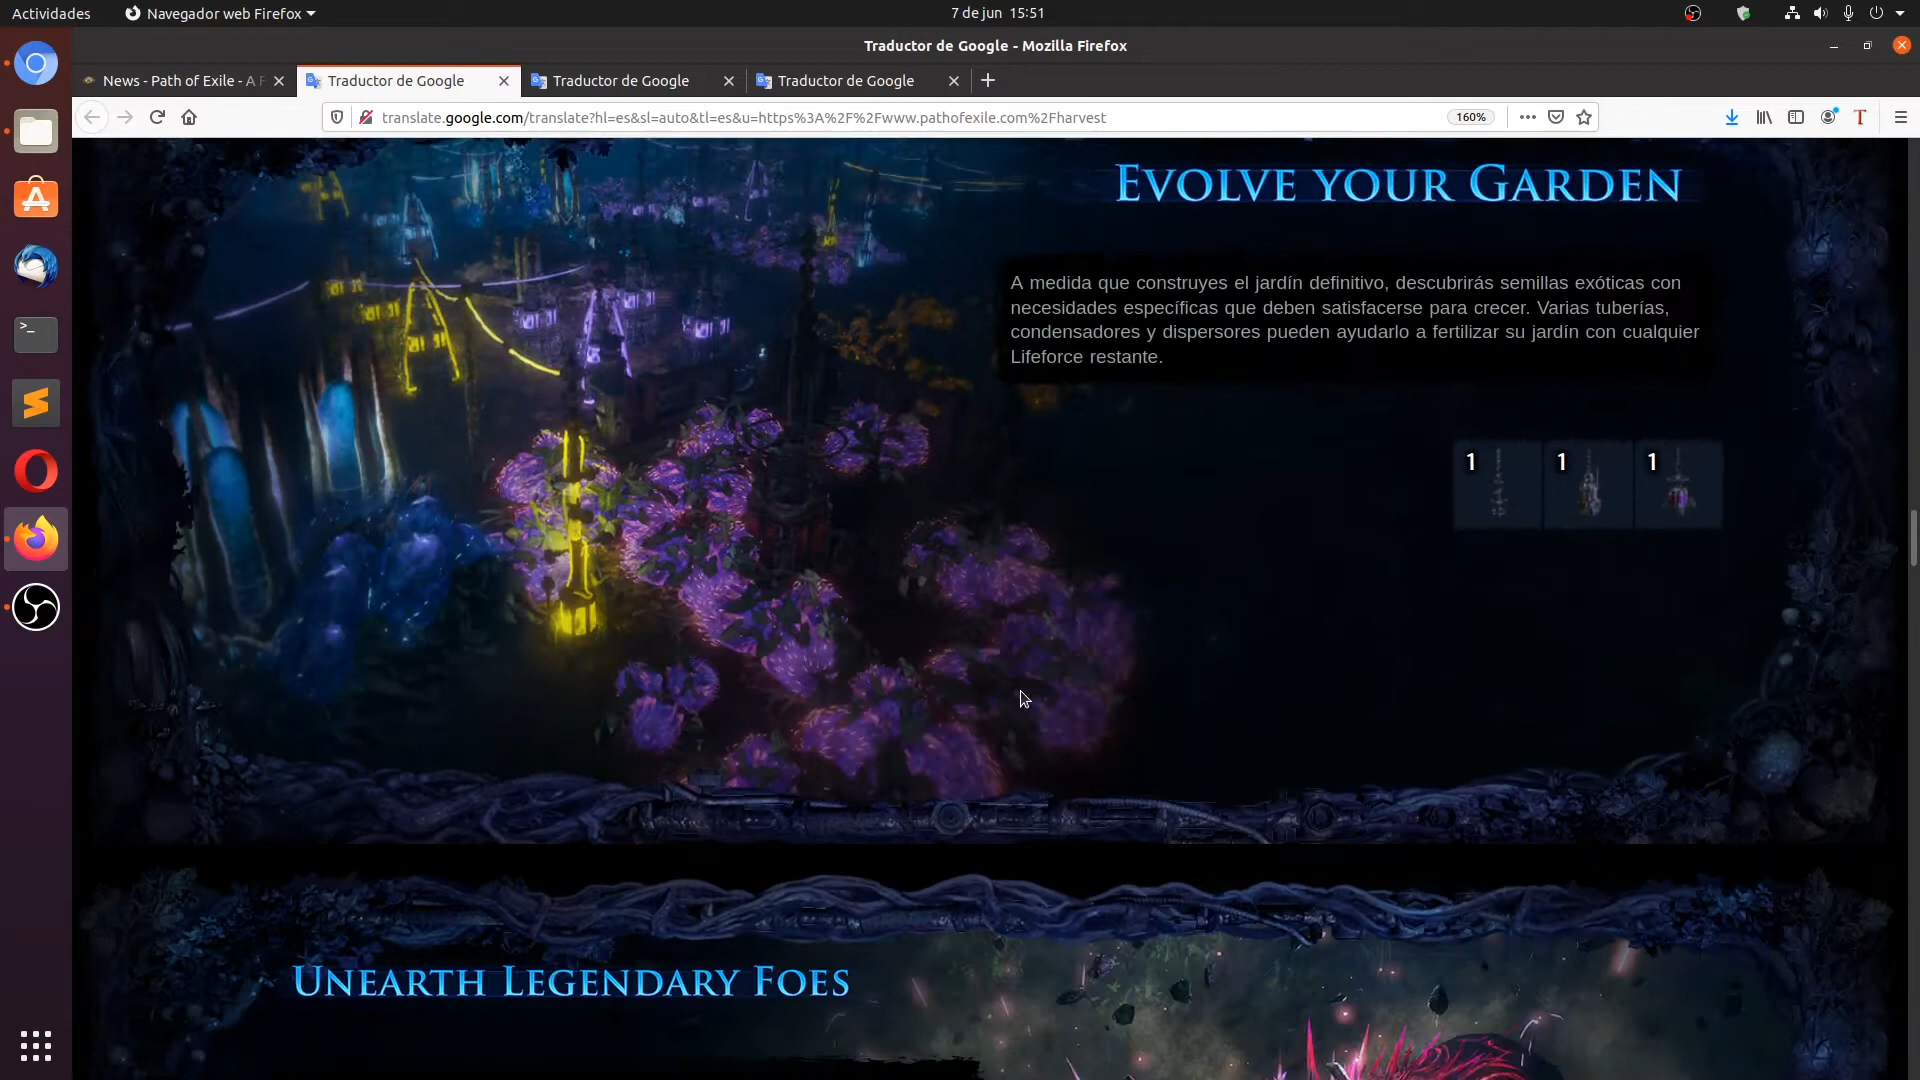 Actividades
Navegador web Firefox
7 de jun 15:51
Traductor de Google - Mozilla Firefox
News - Path of Exile - A F
Traductor de Google
Traductor de Google
Traductor de Google
translate.google.com/translate?hl=es&sl=auto&tl=es&u=https%3A%2F%2Fwww.pathofexile.com%2Fharvest
160%
EVOLVE YOUR GARDEN
A medida que construyes el jardín definitivo, descubrirás semillas exóticas con
necesidades específicas que deben satisfacerse para crecer. Varias tuberías,
condensadores y dispersores pueden ayudarlo a fertilizar su jardín con cualquier
Lifeforce restante.
1 1 1
UNEARTH LEGENDARY FOES